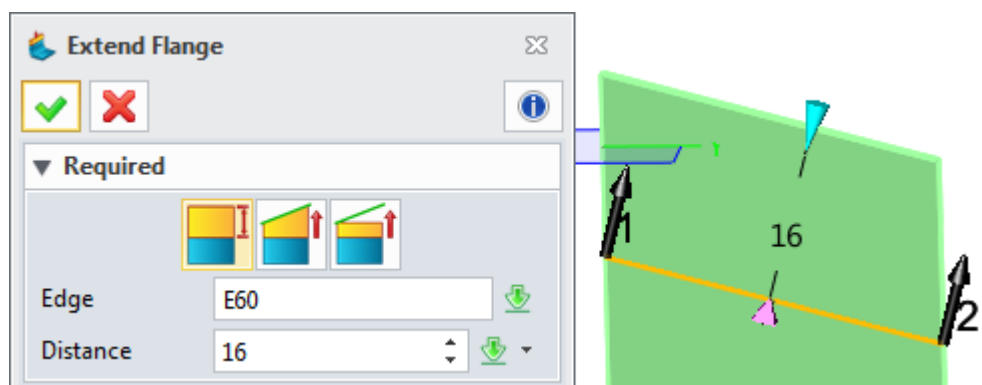 Extend Flange
Required
Edge
E60
Distance
16
Y
16
1
2